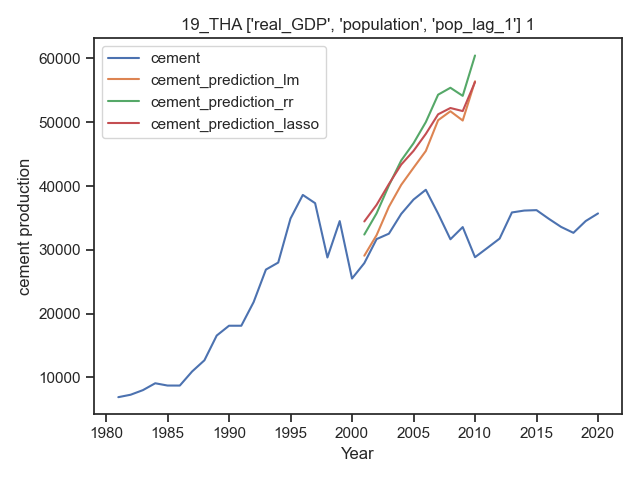 19_THA ['real_GDP', 'population', 'pop_lag_1'] 1
cement
cement_prediction_lm
cement_prediction_rr
cement_prediction_lasso
60000
50000
40000
30000
20000
10000
cement production
1980 1985 1990 1995 2000 2005 2010 2015 2020
Year